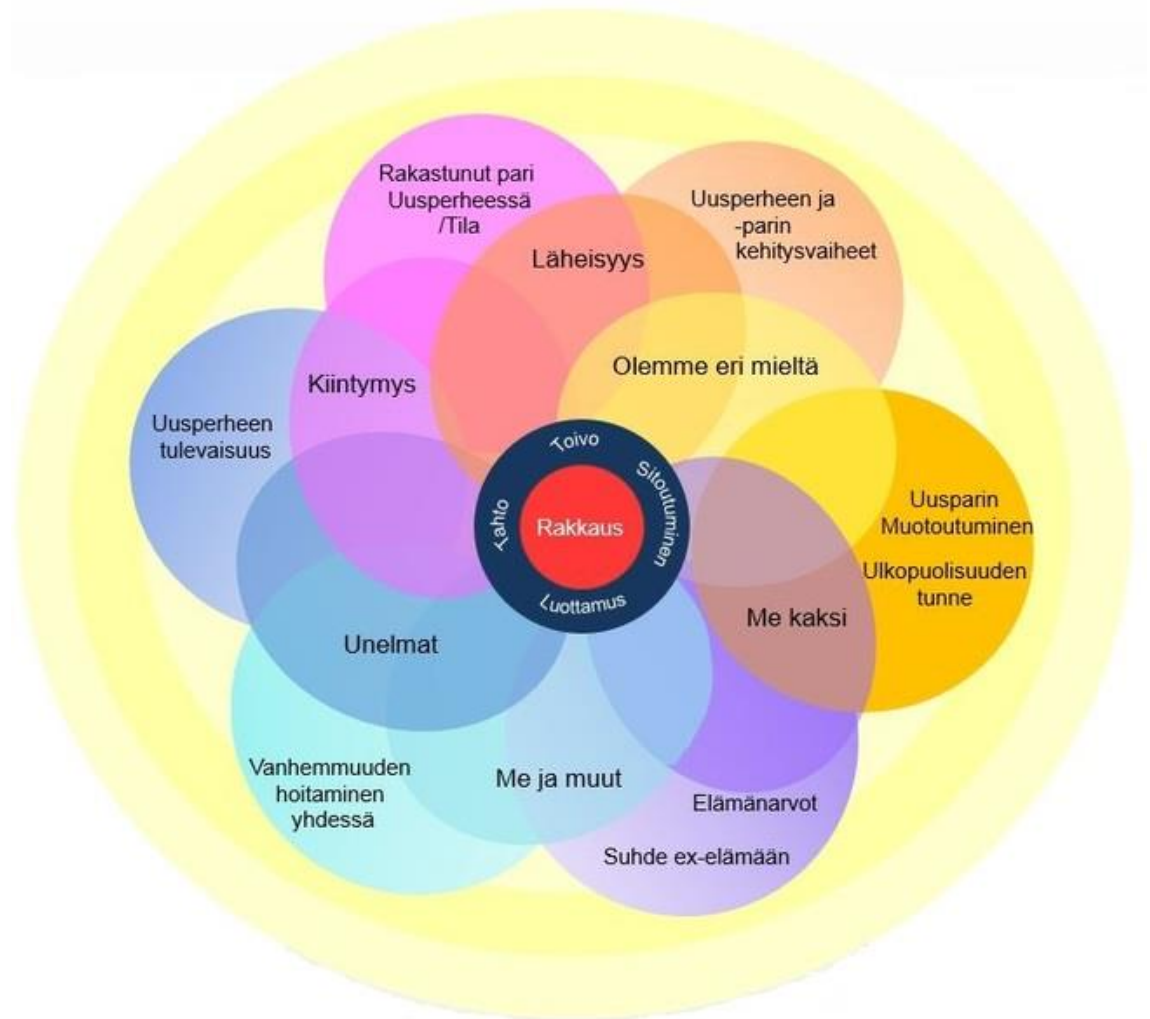 Rakastunut pari
Uusperheessä
/Tila
Uusperheen ja
-parin
kehitysvaiheet
Läheisyys
Olemme eri mieltä
Kiintymys
Uusperheen
tulevaisuus
Toivo
Sitoutuminen
Tahto
Rakkaus
Luottamus
Uusparin
Muotoutuminen
Ulkopuolisuuden
tunne
Me kaksi
Unelmat
Me ja muut
Vanhemmuuden
hoitaminen
yhdessä
Elämänarvot
Suhde ex-elämään